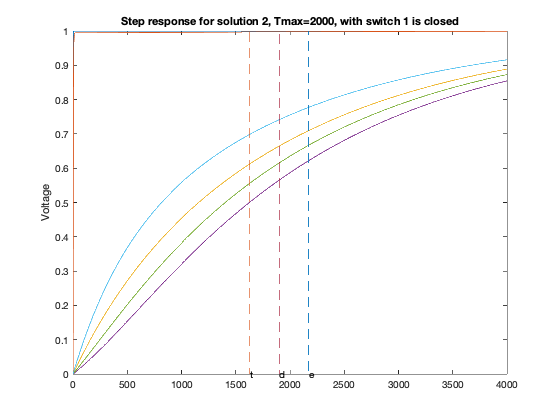 Step response for solution 2, Tmax=2000, with switch 1 is closed
1
0.9
0.8
0.7
0.6
0.5
0.4
0.3
0.2
0.1
0
Voltage
t d e
0 500 1000 1500 2000 2500 3000 3500 4000